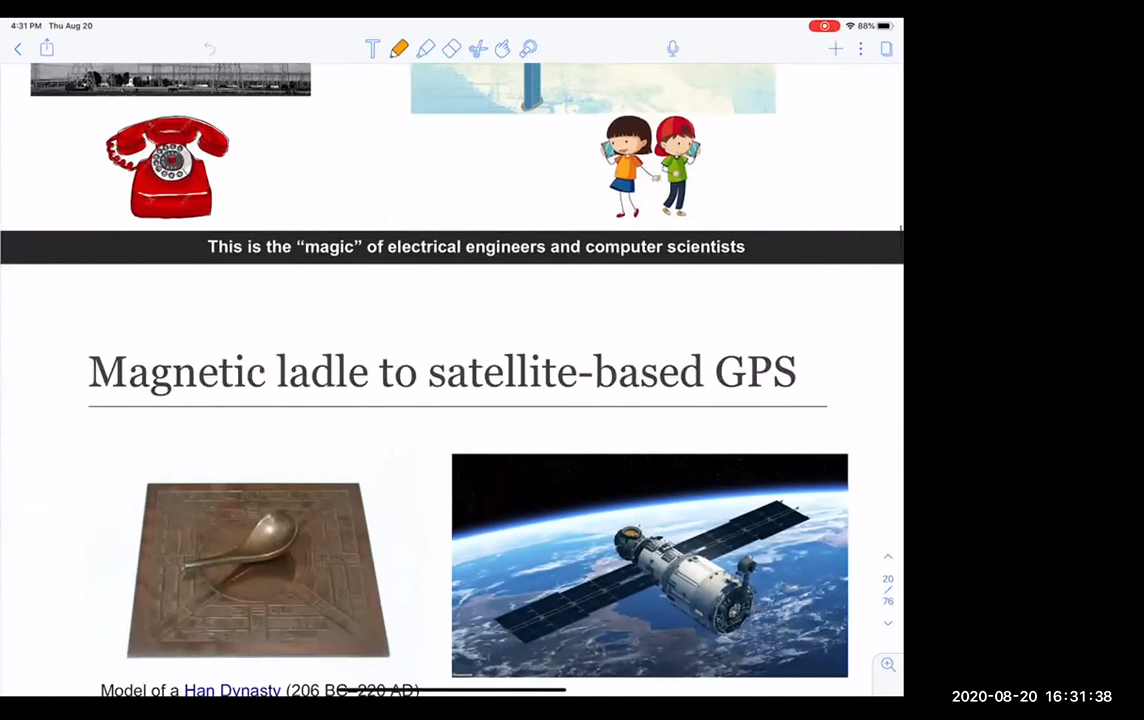 4:31 PM Thu Aug 20
88%
This is the “magic” of electrical engineers and computer scientists
Magnetic ladle to satellite-based GPS
20
76
Model of a Han Dynasty (206 BC–220 AD)
2020-08-20 16:31:38